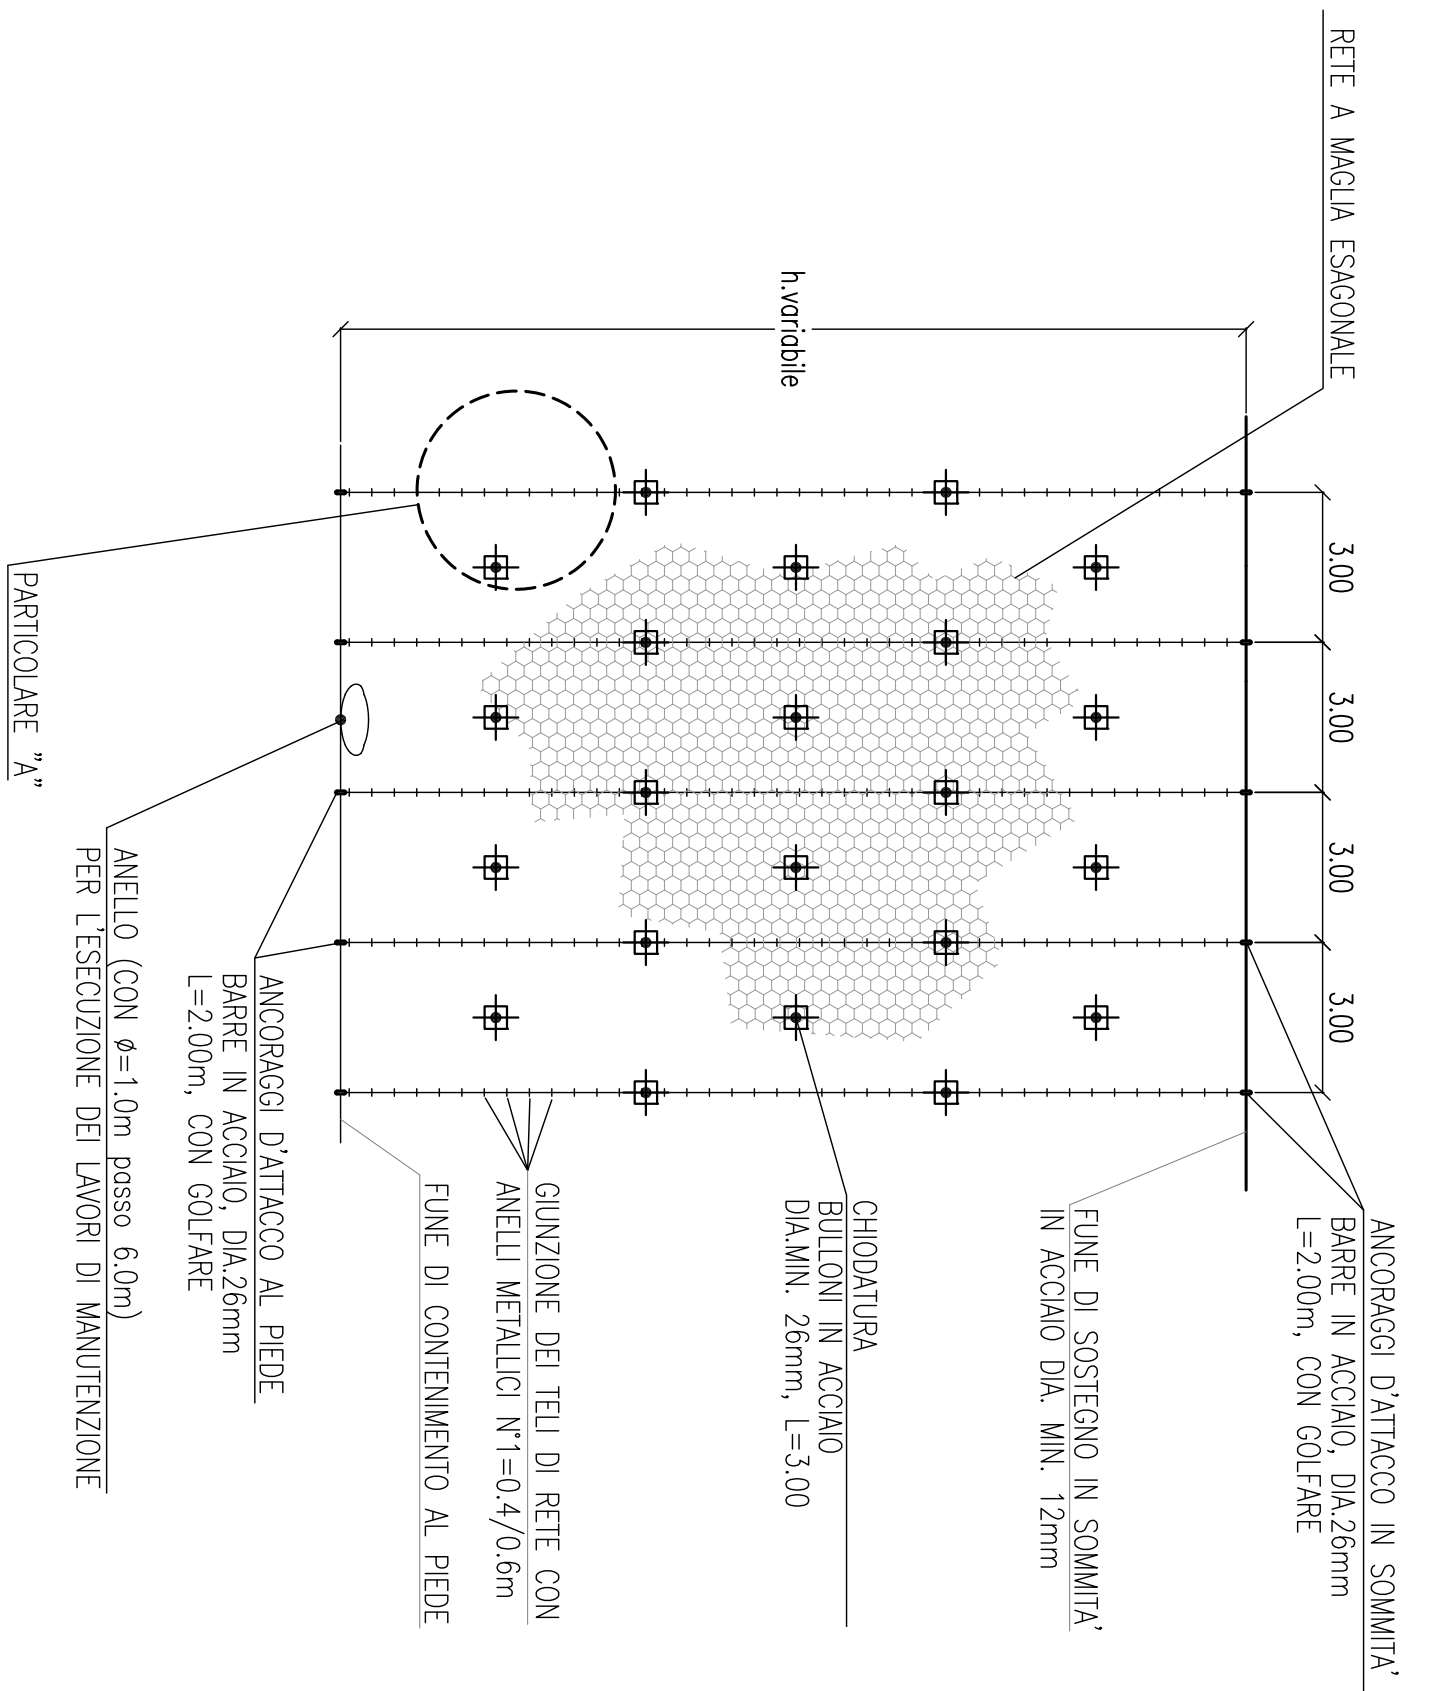 RETE A MAGLIA ESAGONALE
3.00
3.00
3.00
3.00
h.variabile
ANCORAGGI D'ATTACCO IN SOMMITA'
BARRE IN ACCIAIO, DIA.26mm
L=2.00m, CON GOLFARE
FUNE DI SOSTEGNO IN SOMMITA'
IN ACCIAIO DIA. MIN. 12mm
CHIODATURA
BULLONI IN ACCIAIO
DIA.MIN. 26mm, L=3.00
GIUNZIONE DEI TELI DI RETE CON
ANELLI METALLICI N°1=0.4/0.6m
FUNE DI CONTENIMENTO AL PIEDE
ANCORAGGI D'ATTACCO AL PIEDE
BARRE IN ACCIAIO, DIA.26mm
L=2.00m, CON GOLFARE
ANELLO (CON ø=1.0m passo 6.0m)
PER L'ESECUZIONE DEI LAVORI DI MANUTENZIONE
PARTICOLARE "A"